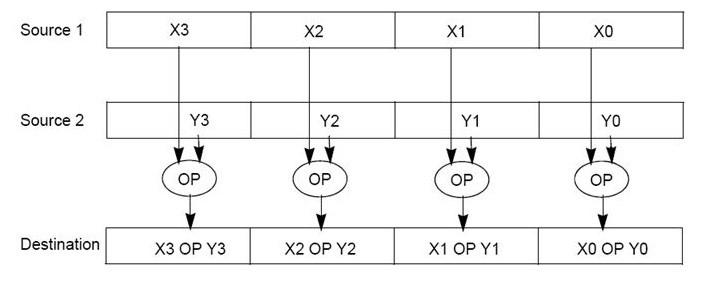 Source 1 X3 X2 X1 X0
Source 2 Y3 Y2 Y1 Y0
OP OP OP OP
Destination X3 OP Y3 X2 OP Y2 X1 OP Y1 X0 OP Y0